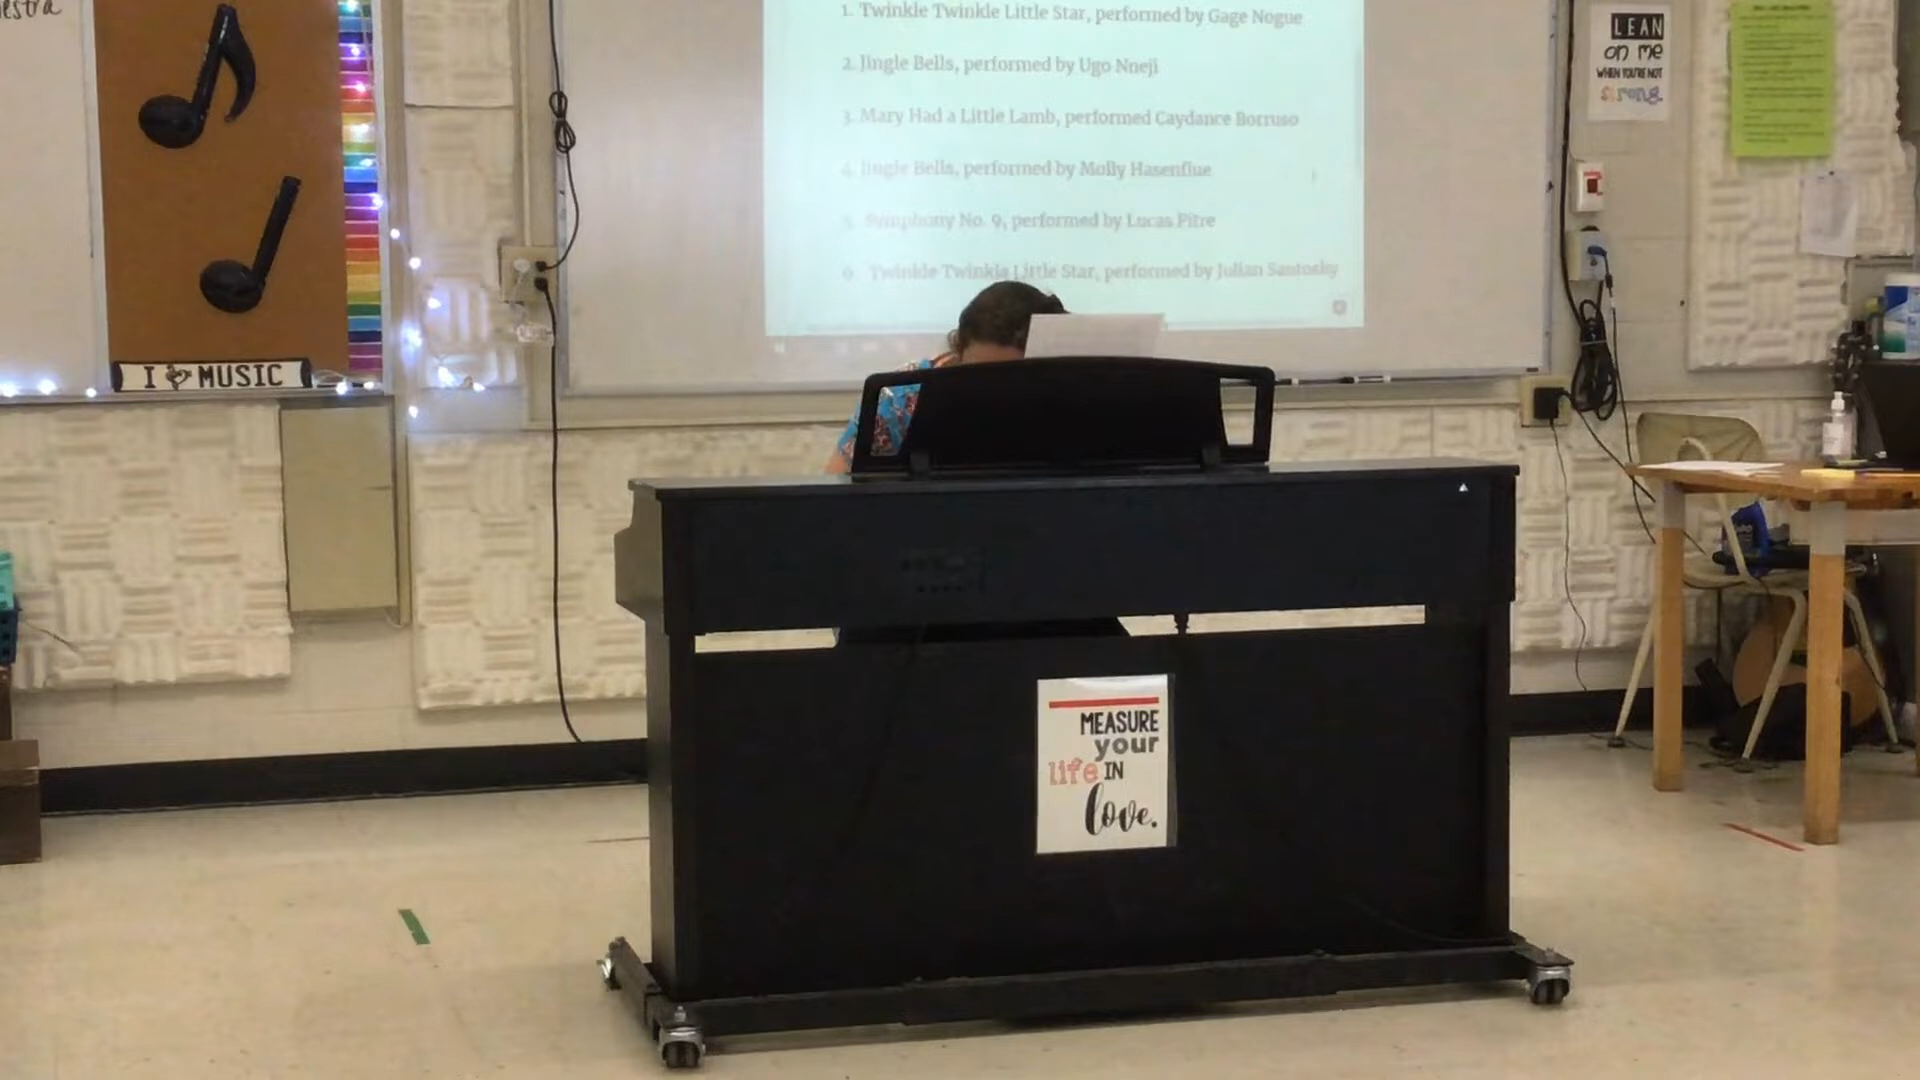 estra
1. Twinkle Twinkle Little Star, performed by Gage Nogue
2. Jingle Bells, performed by Ugo Nneji
3. Mary Had a Little Lamb, performed Caydance Borruso
4. Jingle Bells, performed by Molly Hasenflue
5. Symphony No. 9, performed by Lucas Pitre
6. Twinkle Twinkle Little Star, performed by Julian Santosky
LEAN
on me
WHEN YOU'RE NOT
strong.
I MUSIC
MEASURE
your
life IN
love.